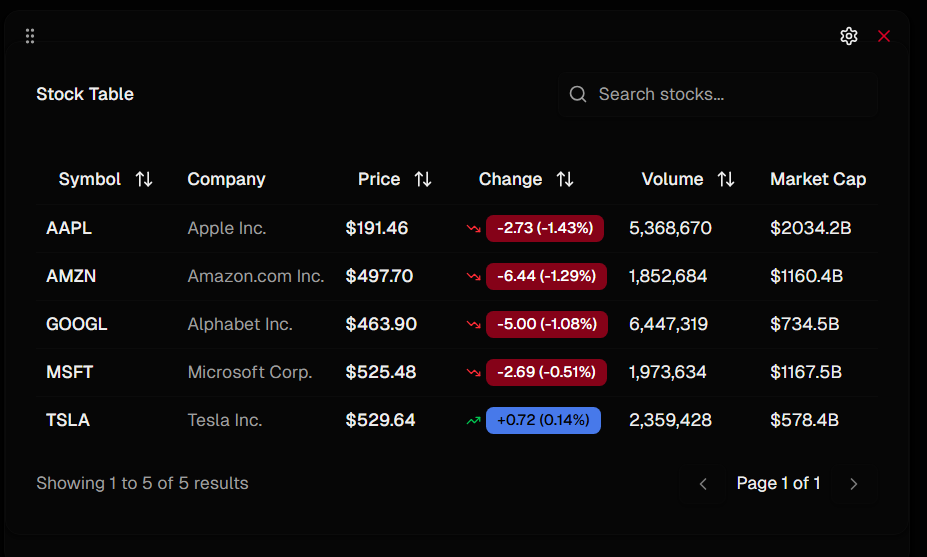 Stock Table
Search stocks...
Symbol Company Price Change Volume Market Cap
AAPL Apple Inc. $191.46 -2.73 (-1.43%) 5,368,670 $2034.2B
AMZN Amazon.com Inc. $497.70 -6.44 (-1.29%) 1,852,684 $1160.4B
GOOGL Alphabet Inc. $463.90 -5.00 (-1.08%) 6,447,319 $734.5B
MSFT Microsoft Corp. $525.48 -2.69 (-0.51%) 1,973,634 $1167.5B
TSLA Tesla Inc. $529.64 +0.72 (0.14%) 2,359,428 $578.4B
Showing 1 to 5 of 5 results
Page 1 of 1